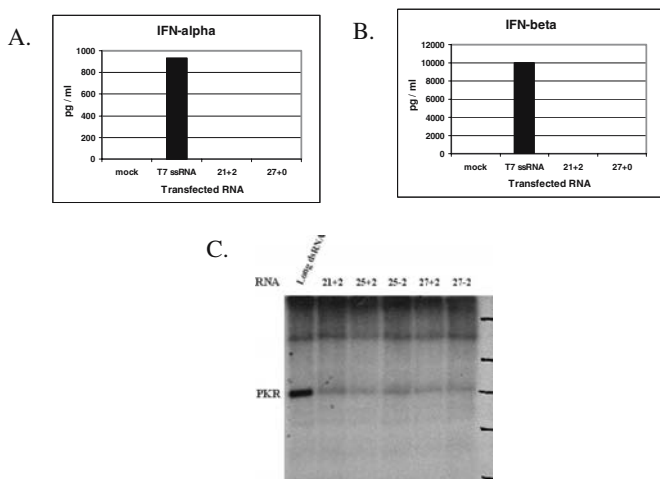 A.
IFN-alpha
pg / ml
1000
800
600
400
200
0
mock T7 ssRNA 21+2 27+0
Transfected RNA
B.
IFN-beta
pg / ml
12000
10000
8000
6000
4000
2000
0
mock T7 ssRNA 21+2 27+0
Transfected RNA
C.
Long dsRNA
RNA 21+2 25+2 25-2 27+2 27-2
PKR